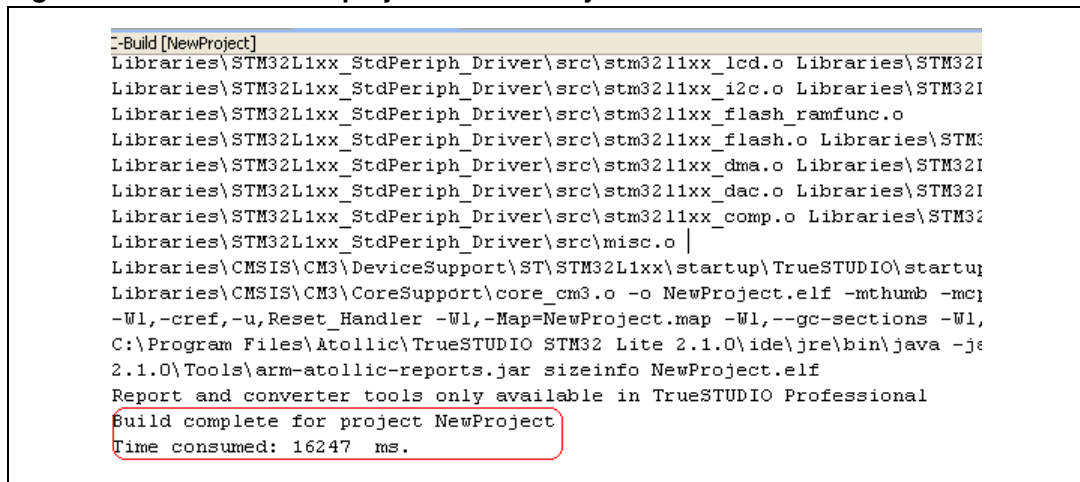 C-Build [NewProject]
Libraries\STM32L1xx_StdPeriph_Driver\src\stm32l1xx_lcd.o Libraries\STM32
Libraries\STM32L1xx_StdPeriph_Driver\src\stm32l1xx_i2c.o Libraries\STM32
Libraries\STM32L1xx_StdPeriph_Driver\src\stm32l1xx_flash_ramfunc.o
Libraries\STM32L1xx_StdPeriph_Driver\src\stm32l1xx_flash.o Libraries\STM
Libraries\STM32L1xx_StdPeriph_Driver\src\stm32l1xx_dma.o Libraries\STM32
Libraries\STM32L1xx_StdPeriph_Driver\src\stm32l1xx_dac.o Libraries\STM32
Libraries\STM32L1xx_StdPeriph_Driver\src\stm32l1xx_comp.o Libraries\STM32
Libraries\STM32L1xx_StdPeriph_Driver\src\misc.o
Libraries\CMSIS\CM3\DeviceSupport\ST\STM32L1xx\startup\TrueSTUDIO\startup
Libraries\CMSIS\CM3\CoreSupport\core_cm3.o -o NewProject.elf -mthumb -mcp
-Wl,-cref,-u,Reset_Handler -Wl,-Map=NewProject.map -Wl,--gc-sections -Wl,
C:\Program Files\Atollic\TrueSTUDIO STM32 Lite 2.1.0\ide\jre\bin\java -ja
2.1.0\Tools\arm-atollic-reports.jar sizeinfo NewProject.elf
Report and converter tools only available in TrueSTUDIO Professional
Build complete for project NewProject
Time consumed: 16247 ms.